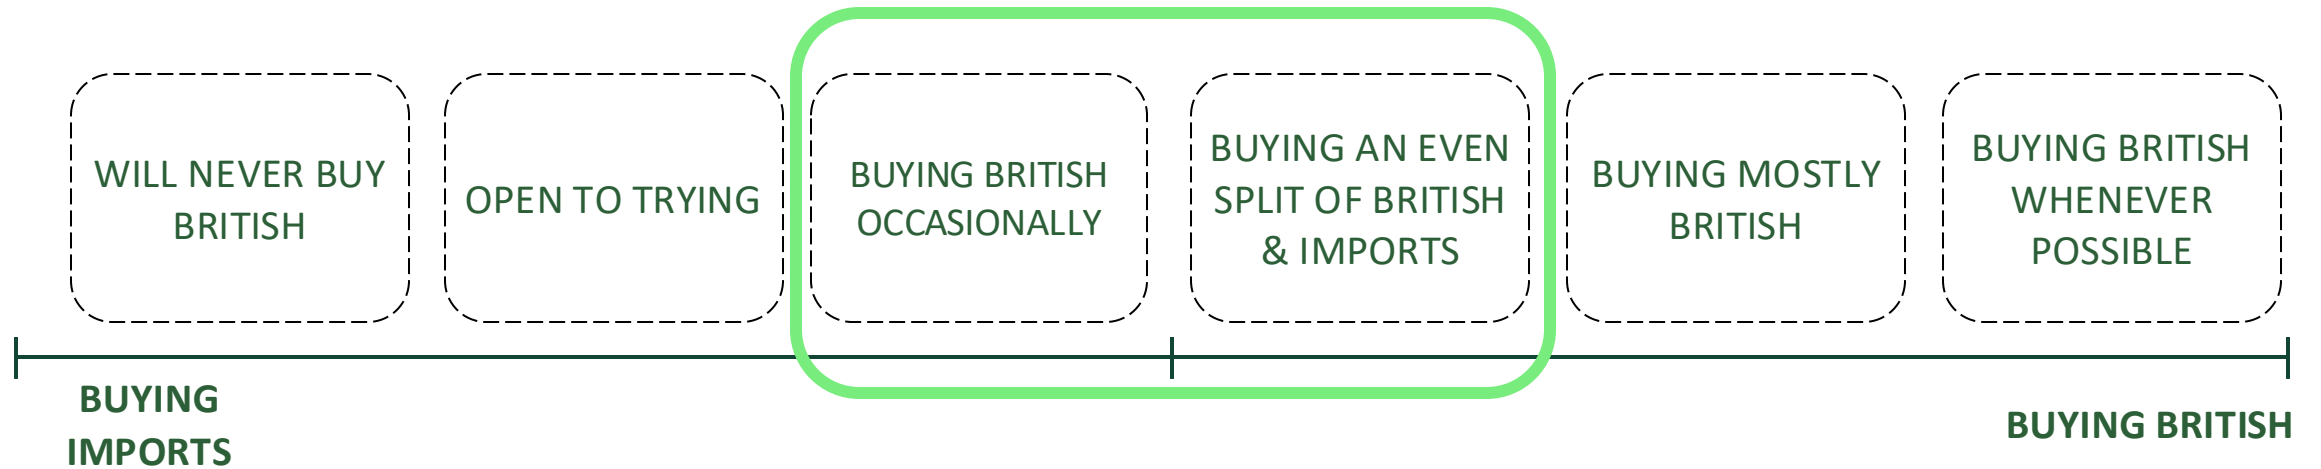 WILL NEVER BUY
BRITISH
OPEN TO TRYING
BUYING BRITISH
OCCASIONALLY
BUYING AN EVEN
SPLIT OF BRITISH
& IMPORTS
BUYING MOSTLY
BRITISH
BUYING BRITISH
WHENEVER
POSSIBLE
BUYING
IMPORTS
BUYING BRITISH